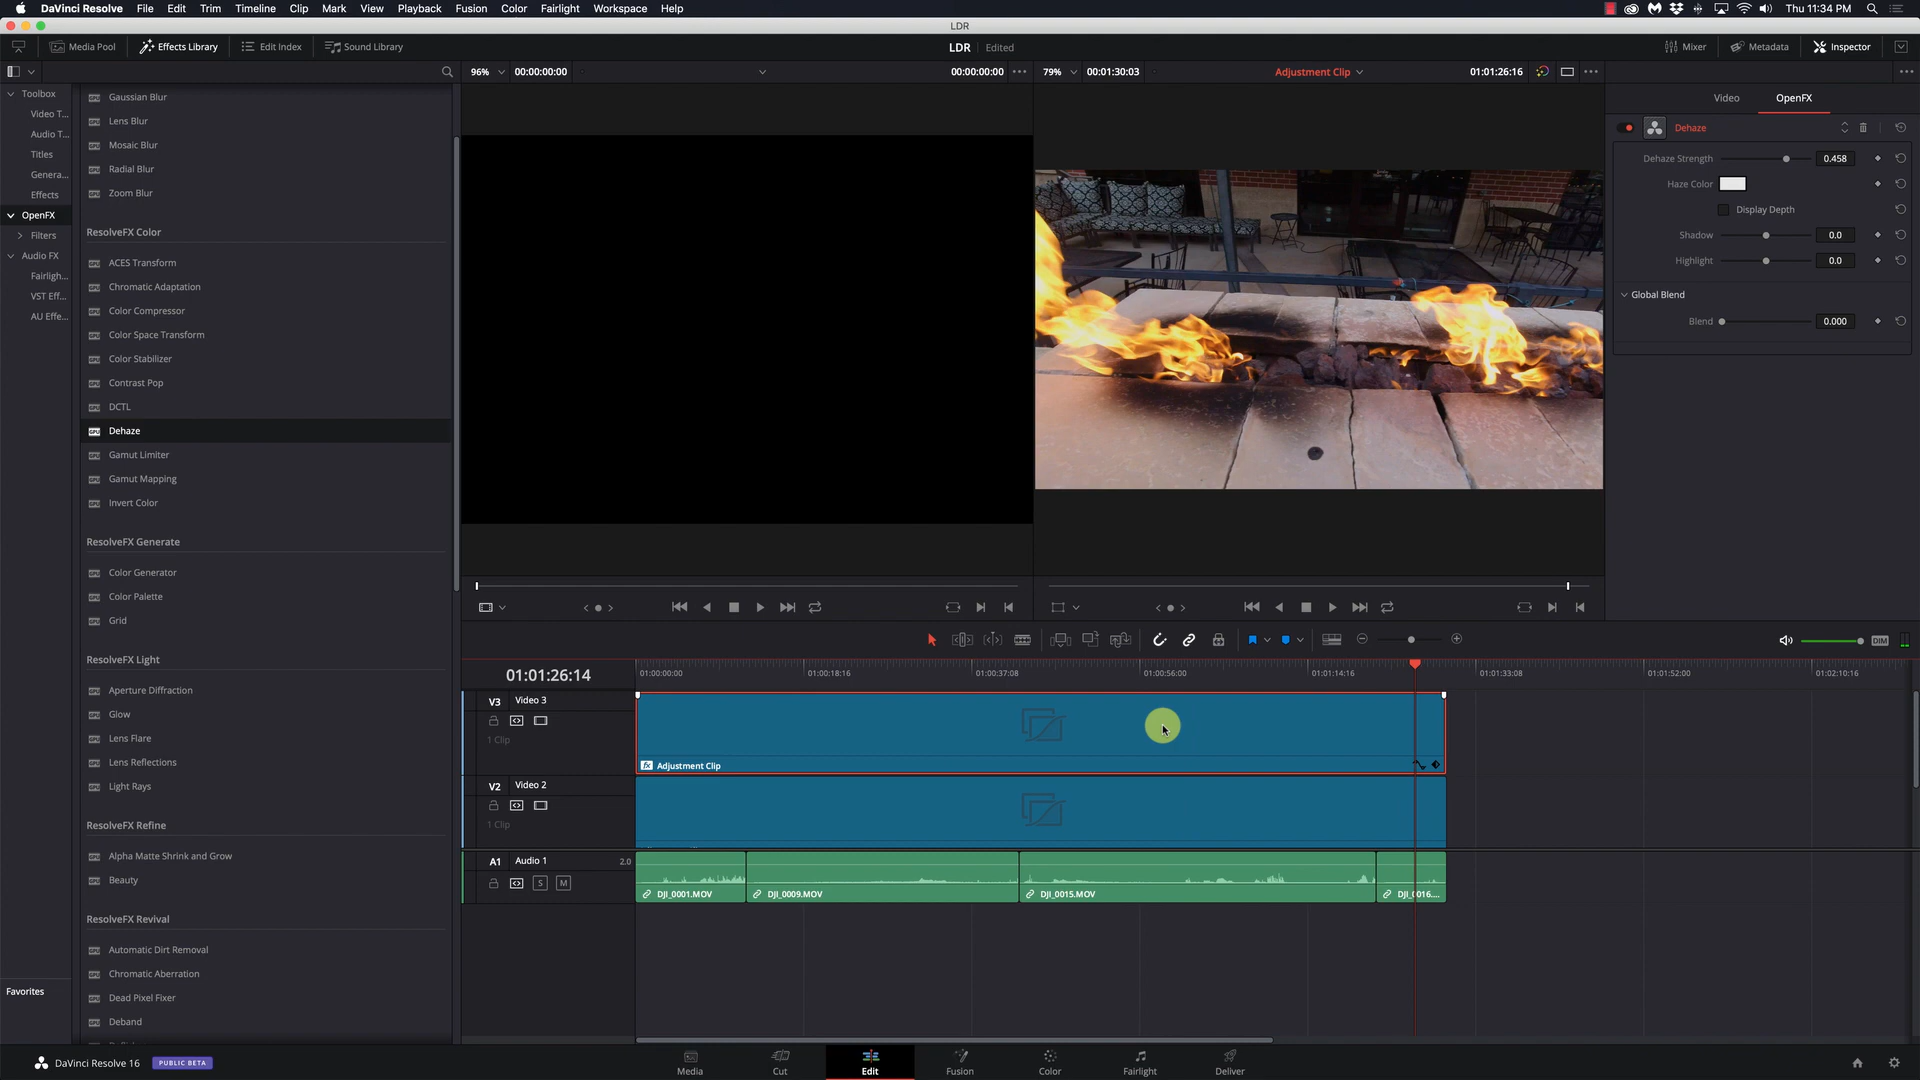 DaVinci Resolve File Edit Trim Timeline Clip Mark View Playback Fusion Color Fairlight Workspace Help Thu 11:34 PM
LDR
Media Pool Effects Library Edit Index Sound Library LDR Edited Mixer Metadata Inspector
96% 00:00:00:00 00:00:00:00 79% 00:01:30:03 Adjustment Clip 01:01:26:16
Toolbox
Video T...
Audio T...
Titles
Genera...
Effects
OpenFX
Filters
Audio FX
Fairligh...
VST Eff...
AU Effe...
Favorites
Gaussian Blur
Lens Blur
Mosaic Blur
Radial Blur
Zoom Blur
ResolveFX Color
ACES Transform
Chromatic Adaptation
Color Compressor
Color Space Transform
Color Stabilizer
Contrast Pop
DCTL
Dehaze
Gamut Limiter
Gamut Mapping
Invert Color
ResolveFX Generate
Color Generator
Color Palette
Grid
ResolveFX Light
Aperture Diffraction
Glow
Lens Flare
Lens Reflections
Light Rays
ResolveFX Refine
Alpha Matte Shrink and Grow
Beauty
ResolveFX Revival
Automatic Dirt Removal
Chromatic Aberration
Dead Pixel Fixer
Deband
Video OpenFX
Dehaze
Dehaze Strength 0.458
Haze Color
Display Depth
Shadow 0.0
Highlight 0.0
Global Blend
Blend 0.000
DIM
01:01:26:14 01:00:00:00 01:00:18:16 01:00:37:08 01:00:56:00 01:01:14:16 01:01:33:08 01:01:52:00 01:02:10:16
V3 Video 3
1 Clip
fx Adjustment Clip
V2 Video 2
1 Clip
A1 Audio 1 2.0
S M
DJI_0001.MOV DJI_0009.MOV DJI_0015.MOV DJI_0016....
DaVinci Resolve 16 PUBLIC BETA
Media Cut Edit Fusion Color Fairlight Deliver